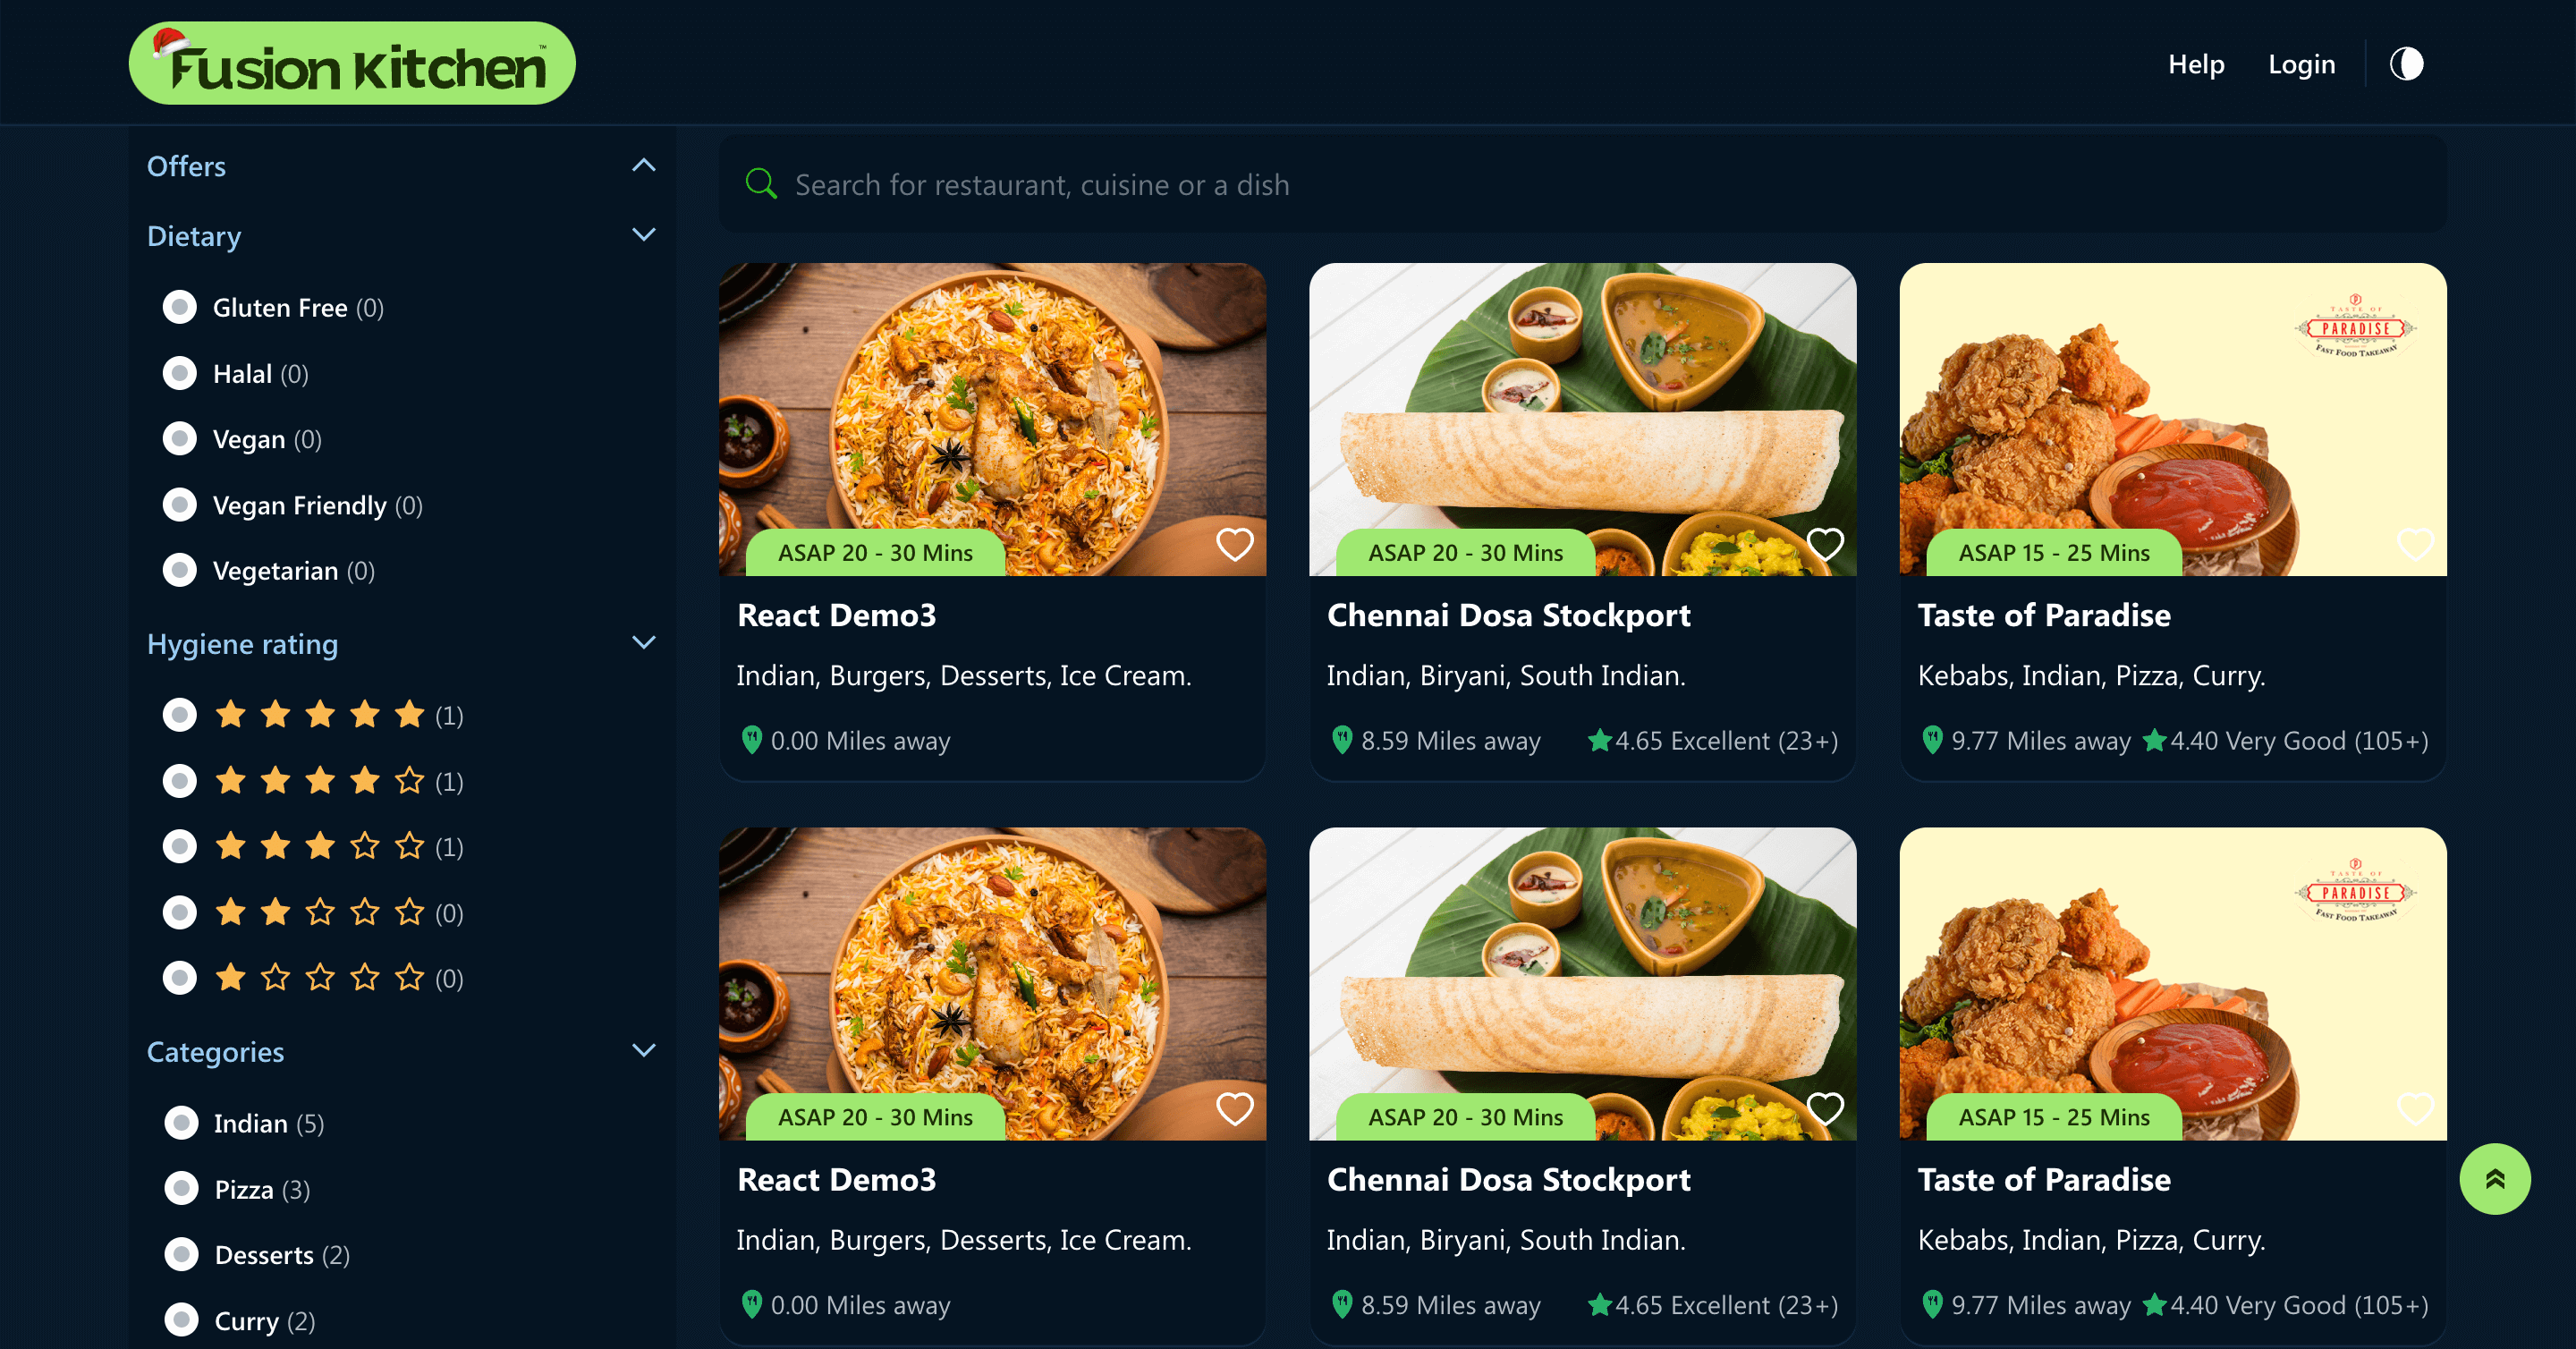 Fusion Kitchen™
Help
Login
Offers
Dietary
Gluten Free (0)
Halal (0)
Vegan (0)
Vegan Friendly (0)
Vegetarian (0)
Hygiene rating
(1)
(1)
(1)
(0)
(0)
Categories
Indian (5)
Pizza (3)
Desserts (2)
Curry (2)
Search for restaurant, cuisine or a dish
ASAP 20 - 30 Mins
React Demo3
Indian, Burgers, Desserts, Ice Cream.
0.00 Miles away
ASAP 20 - 30 Mins
Chennai Dosa Stockport
Indian, Biryani, South Indian.
8.59 Miles away
4.65 Excellent (23+)
TASTE OF
PARADISE
FAST FOOD TAKEAWAY
ASAP 15 - 25 Mins
Taste of Paradise
Kebabs, Indian, Pizza, Curry.
9.77 Miles away
4.40 Very Good (105+)
ASAP 20 - 30 Mins
React Demo3
Indian, Burgers, Desserts, Ice Cream.
0.00 Miles away
ASAP 20 - 30 Mins
Chennai Dosa Stockport
Indian, Biryani, South Indian.
8.59 Miles away
4.65 Excellent (23+)
TASTE OF
PARADISE
FAST FOOD TAKEAWAY
ASAP 15 - 25 Mins
Taste of Paradise
Kebabs, Indian, Pizza, Curry.
9.77 Miles away
4.40 Very Good (105+)